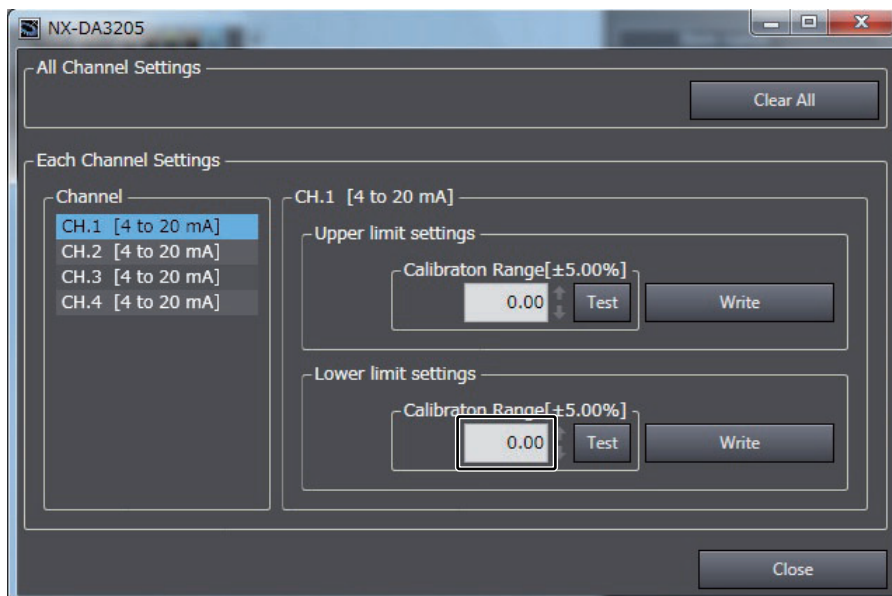 NX-DA3205
All Channel Settings
Clear All
Each Channel Settings
Channel
CH.1 [4 to 20 mA]
CH.2 [4 to 20 mA]
CH.3 [4 to 20 mA]
CH.4 [4 to 20 mA]
CH.1 [4 to 20 mA]
Upper limit settings
Calibraton Range[±5.00%]
0.00 Test Write
Lower limit settings
Calibraton Range[±5.00%]
0.00 Test Write
Close